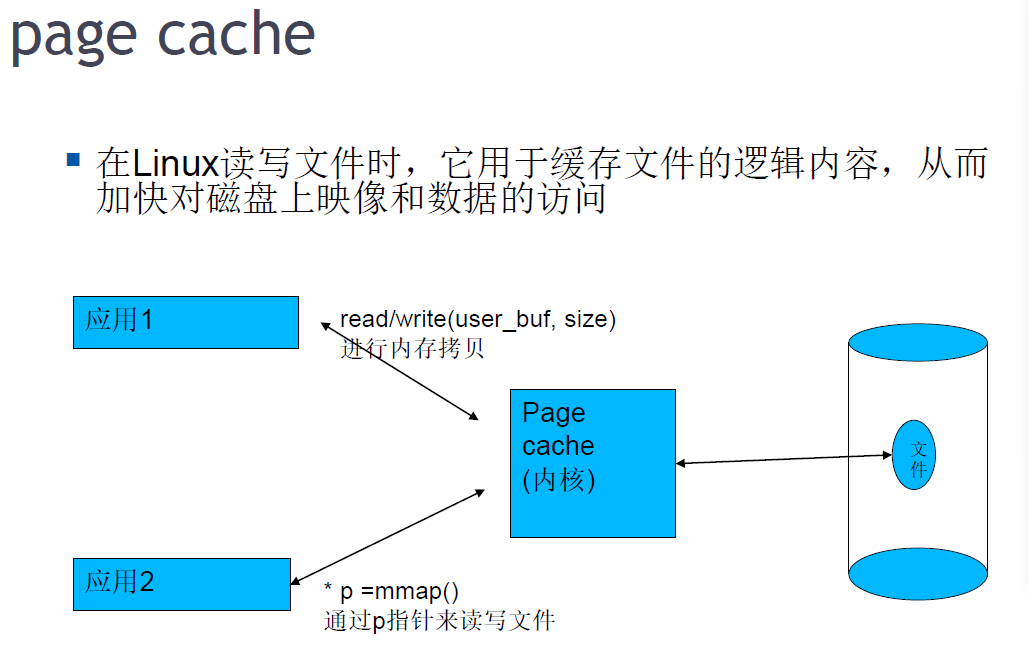 page cache
在Linux读写文件时，它用于缓存文件的逻辑内容，从而
加快对磁盘上映像和数据的访问
应用1
read/write(user_buf, size)
进行内存拷贝
Page
cache
(内核)
文
件
应用2
* p =mmap()
通过p指针来读写文件